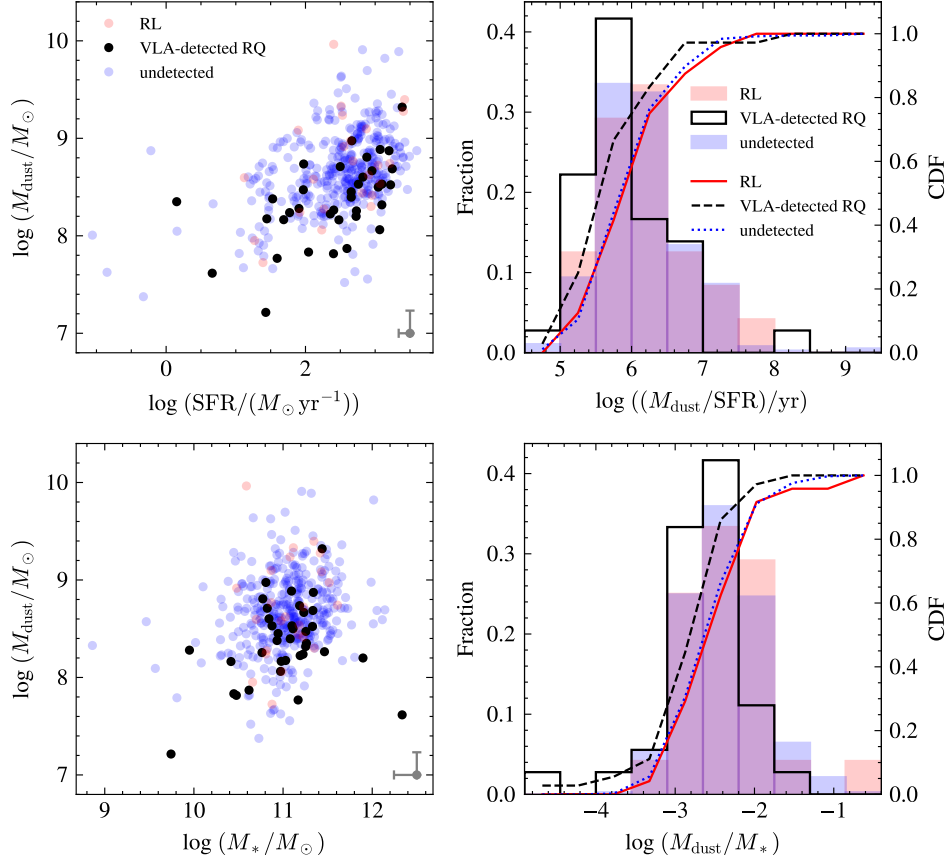 10
9
8
7
log (M_dust/M_⊙)
RL
VLA-detected RQ
undetected
0
2
log (SFR/(M_⊙ yr⁻¹))
0.4
0.3
0.2
0.1
0.0
Fraction
RL
VLA-detected RQ
undetected
RL
VLA-detected RQ
undetected
1.0
0.8
0.6
0.4
0.2
0.0
CDF
5 6 7 8 9
log ((M_dust/SFR)/yr)
10
9
8
7
log (M_dust/M_⊙)
9 10 11 12
log (M_*/M_⊙)
0.4
0.3
0.2
0.1
0.0
Fraction
1.0
0.8
0.6
0.4
0.2
0.0
CDF
−4 −3 −2 −1
log (M_dust/M_*)